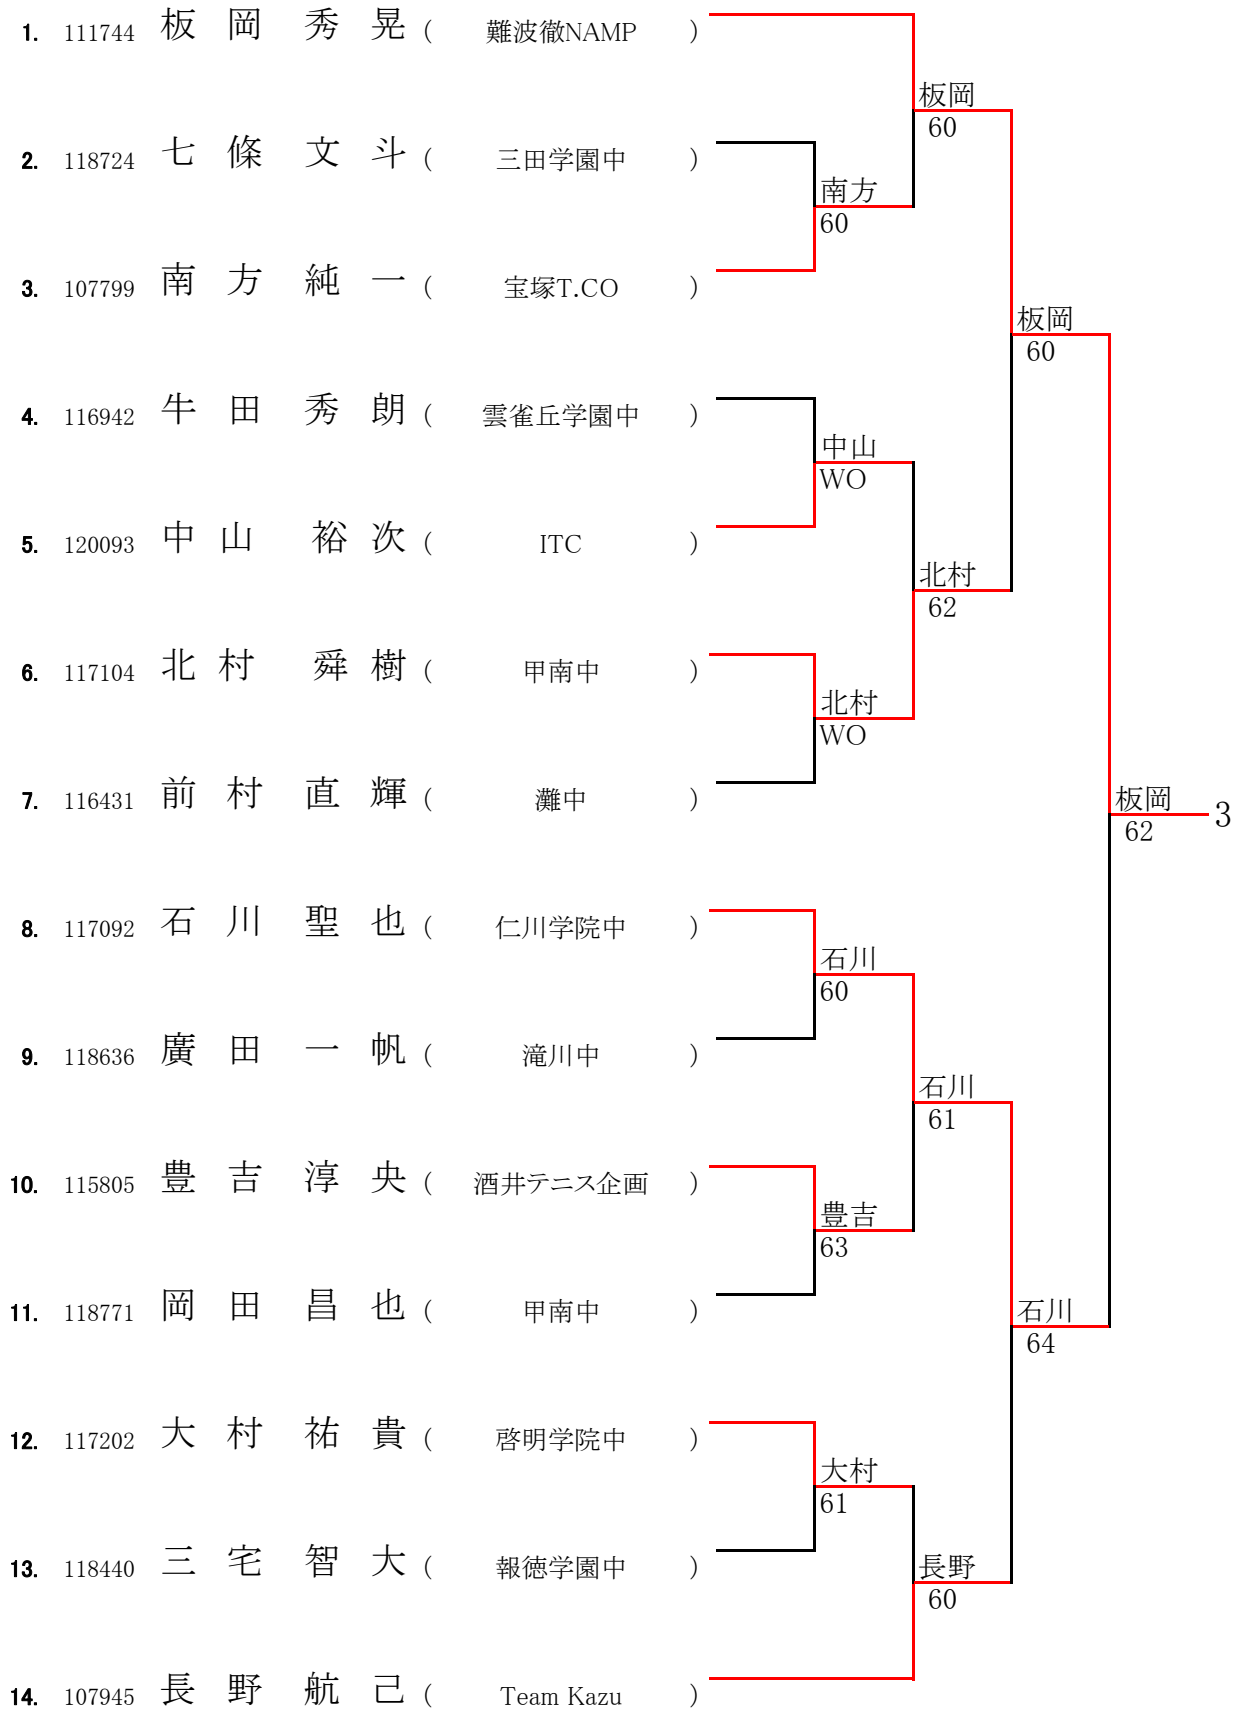 1. 111744 板岡 秀晃 ( 難波徹NAMP )
板岡
60
2. 118724 七條 文斗 ( 三田学園中 )
南方
60
3. 107799 南方 純一 ( 宝塚T.CO )
板岡
60
4. 116942 牛田 秀朗 ( 雲雀丘学園中 )
中山
WO
5. 120093 中山 裕次 ( ITC )
北村
62
6. 117104 北村 舜樹 ( 甲南中 )
北村
WO
7. 116431 前村 直輝 ( 灘中 )
板岡
62
3
8. 117092 石川 聖也 ( 仁川学院中 )
石川
60
9. 118636 廣田 一帆 ( 滝川中 )
石川
61
10. 115805 豊吉 淳央 ( 酒井テニス企画 )
豊吉
63
11. 118771 岡田 昌也 ( 甲南中 )
石川
64
12. 117202 大村 祐貴 ( 啓明学院中 )
大村
61
13. 118440 三宅 智大 ( 報徳学園中 )
長野
60
14. 107945 長野 航己 ( Team Kazu )